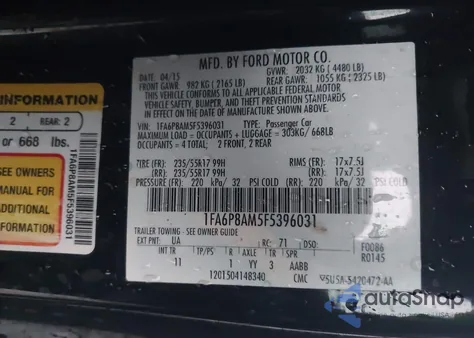 INFORMATION
2 REAR: 2
or 668 lbs.
SEE OWNERS
MANUAL FOR
ADDITIONAL
INFORMATION
1FA6P8AM5F5396031
MFD. BY FORD MOTOR CO.
04/15 GVWR: 2032 KG ( 4480 LB)
FRONT GAWR: 982 KG ( 2165 LB) REAR GAWR: 1055 KG ( 2325 LB)
THIS VEHICLE CONFORMS TO ALL APPLICABLE FEDERAL MOTOR
VEHICLE SAFETY, BUMPER, AND THEFT PREVENTION STANDARDS
IN EFFECT ON THE DATE OF MANUFACTURE SHOWN ABOVE.
VIN: 1FA6P8AM5F5396031 TYPE: Passenger Car
MAXIMUM LOAD = OCCUPANTS + LUGGAGE = 303KG/ 668LB
OCCUPANTS = 4 TOTAL: 2 FRONT, 2 REAR
TIRE (FR): 235/55R17 99H RIMS (FR): 17x7.5J
(RR): 235/55R17 99H (RR): 17x7.5J
PRESSURE (FR): 220 kPa/ 32 PSI COLD (RR): 220 kPa/ 32 PSI COLD
1FA6P8AM5F5396031
TRAILER TOWING - SEE OWNER GUIDE
EXT PNT: UA RC: 71 DSO: F0086
INT TR TP/PS R AXLE TR SPR R0145
11 1 YY 3 AABB
1201504148340 CMC 5U5A-5420472-AA
AutoSnap